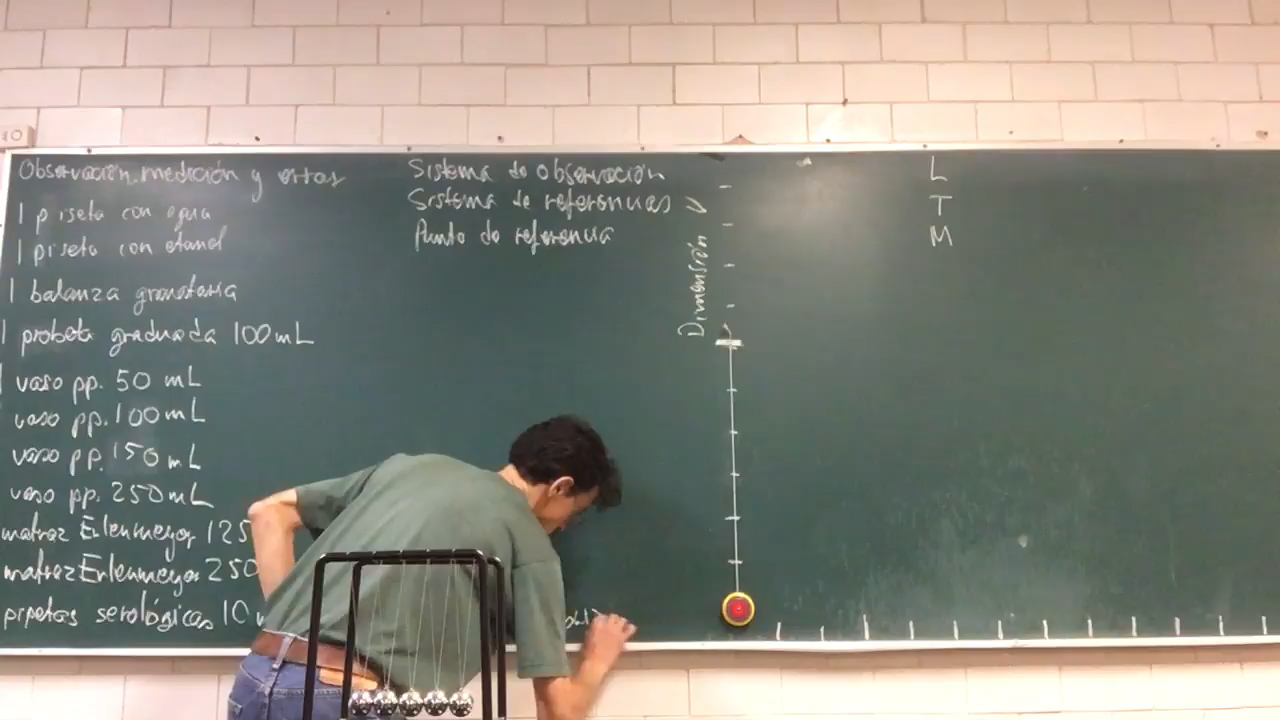 Observación, medición y otras
1 piseta con agua
1 piseta con etanol
1 balanza granataria
1 probeta graduada 100 mL
1 vaso pp. 50 mL
vaso pp. 100 mL
vaso pp. 150 mL
vaso pp. 250 mL
matraz Erlenmeyer 125
matraz Erlenmeyer 250
pipetas serológicas 10
Sistema de observación
Sistema de referencias
Punto de referencia
Dimensión
L
T
M